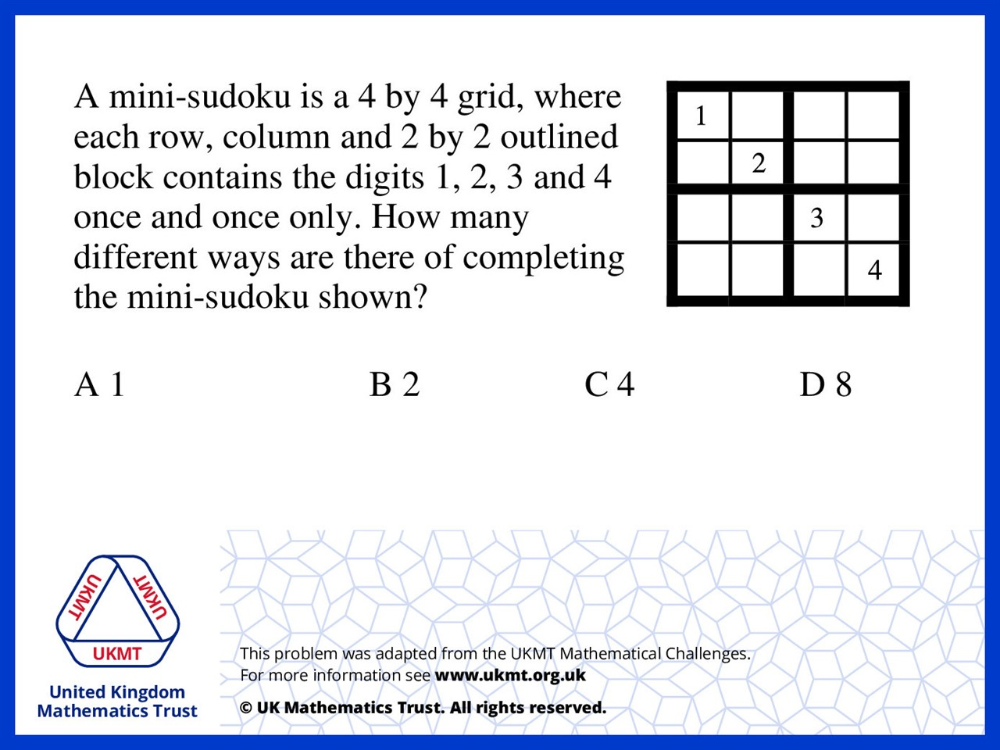 A mini-sudoku is a 4 by 4 grid, where
each row, column and 2 by 2 outlined
block contains the digits 1, 2, 3 and 4
once and once only. How many
different ways are there of completing
the mini-sudoku shown?
1
2
3
4
A 1 B 2 C 4 D 8
UKMT UKMT
UKMT
United Kingdom
Mathematics Trust
This problem was adapted from the UKMT Mathematical Challenges.
For more information see www.ukmt.org.uk
© UK Mathematics Trust. All rights reserved.